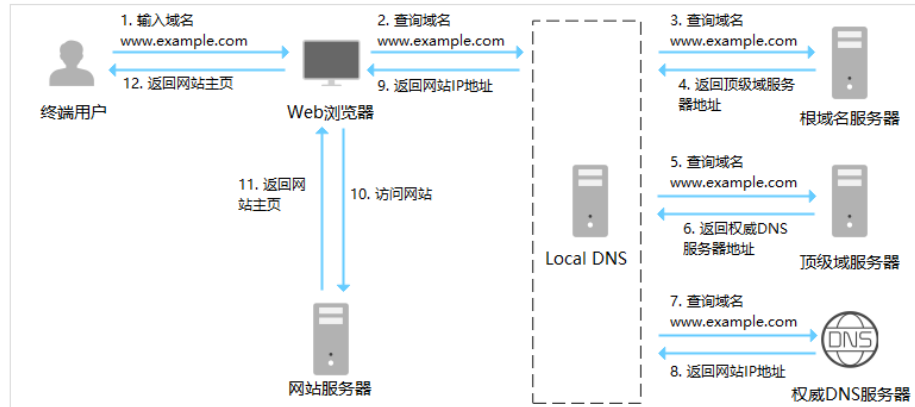 1. 输入域名
www.example.com
12. 返回网站主页
终端用户
2. 查询域名
www.example.com
9. 返回网站IP地址
Web浏览器
3. 查询域名
www.example.com
4. 返回顶级域服务
器地址
根域名服务器
11. 返回网
站主页
10. 访问网站
5. 查询域名
www.example.com
6. 返回权威DNS
服务器地址
Local DNS
顶级域服务器
7. 查询域名
www.example.com
8. 返回网站IP地址
DNS
网站服务器
权威DNS服务器